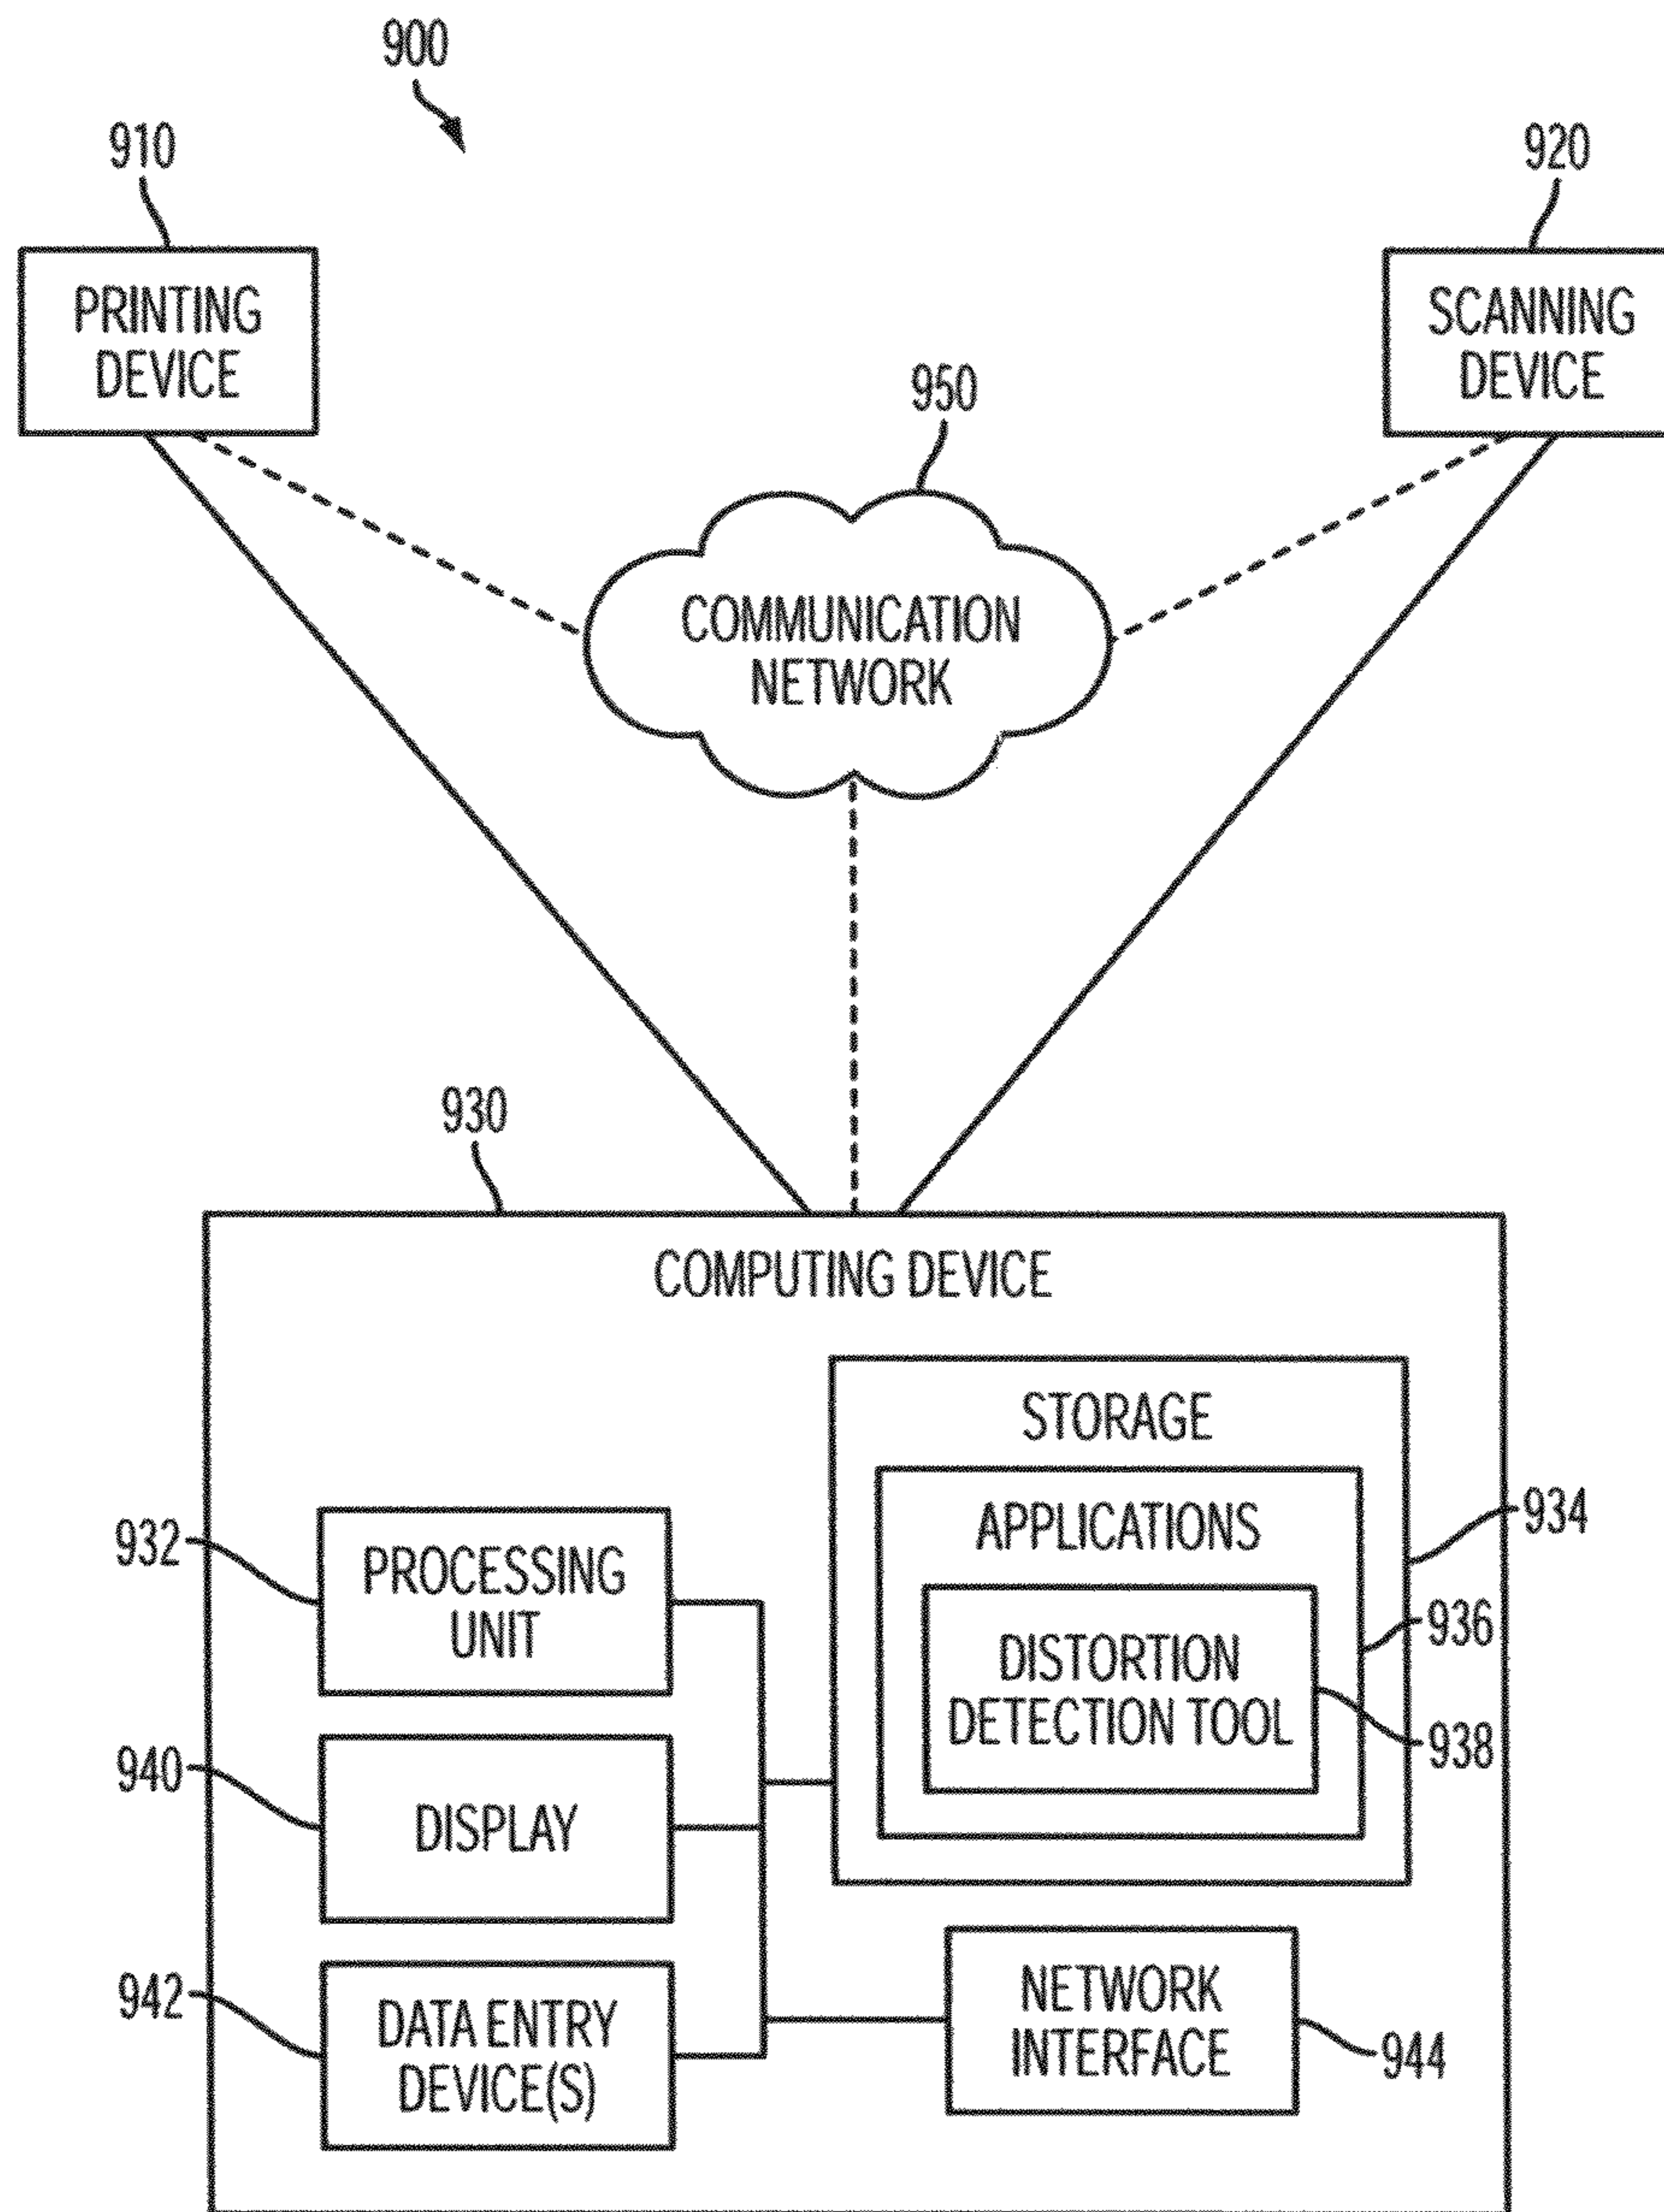 900
910
920
PRINTING
DEVICE
SCANNING
DEVICE
950
COMMUNICATION
NETWORK
930
COMPUTING DEVICE
STORAGE
APPLICATIONS
934
932
PROCESSING
UNIT
936
DISTORTION
DETECTION TOOL
938
940
DISPLAY
942
DATA ENTRY
DEVICE(S)
NETWORK
INTERFACE
944